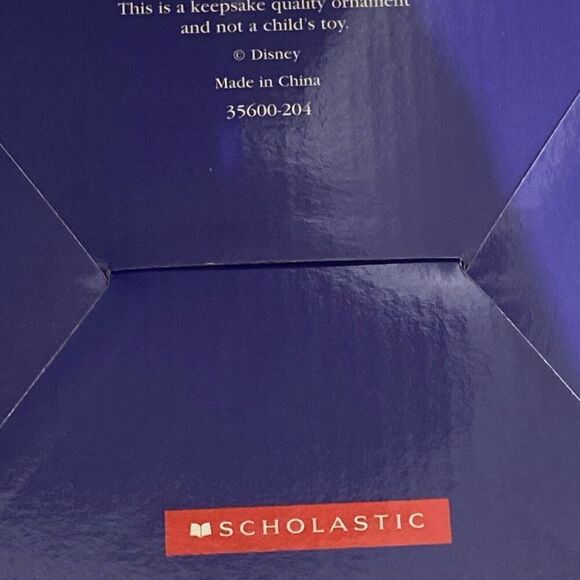 This is a keepsake quality ornament
and not a child's toy.
© Disney
Made in China
35600-204
SCHOLASTIC